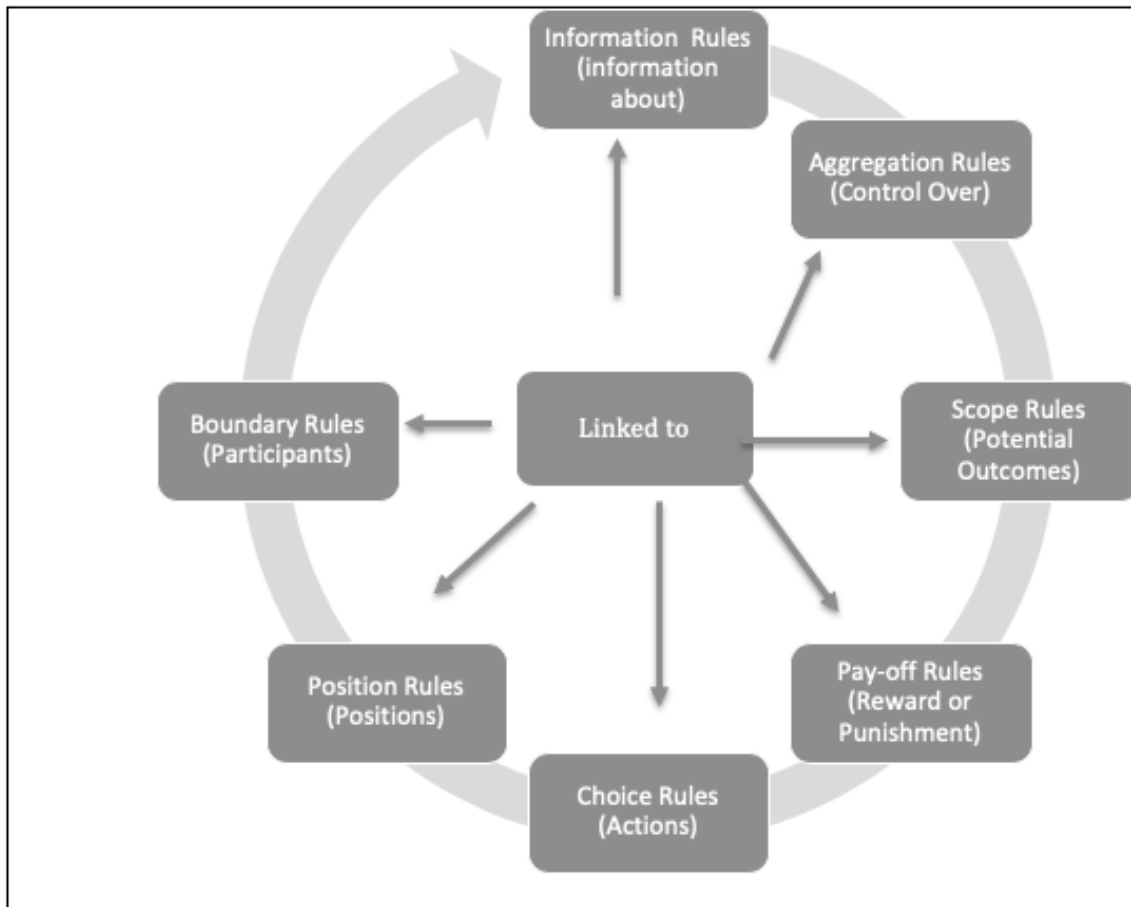 Information Rules
(information
about)
Aggregation Rules
(Control Over)
Scope Rules
(Potential
Outcomes)
Pay-off Rules
(Reward or
Punishment)
Choice Rules
(Actions)
Position Rules
(Positions)
Boundary Rules
(Participants)
Linked to